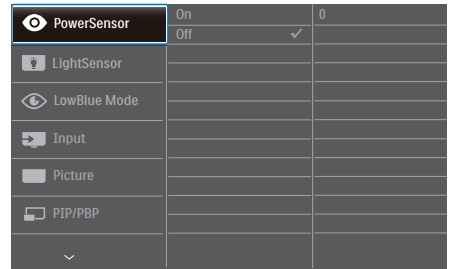 PowerSensor
On
0
Off
LightSensor
LowBlue Mode
Input
Picture
PIP/PBP